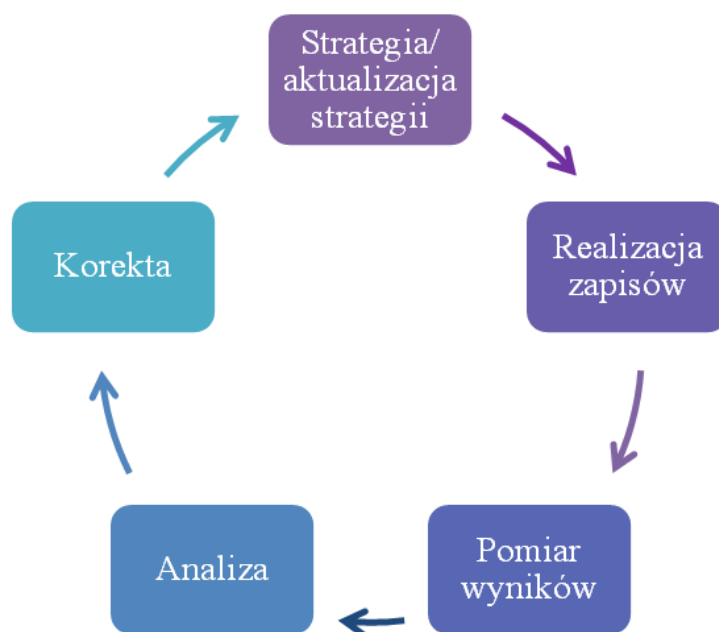 Strategia/
aktualizacja
strategii
Realizacja
zapisów
Pomiar
wyników
Analiza
Korekta